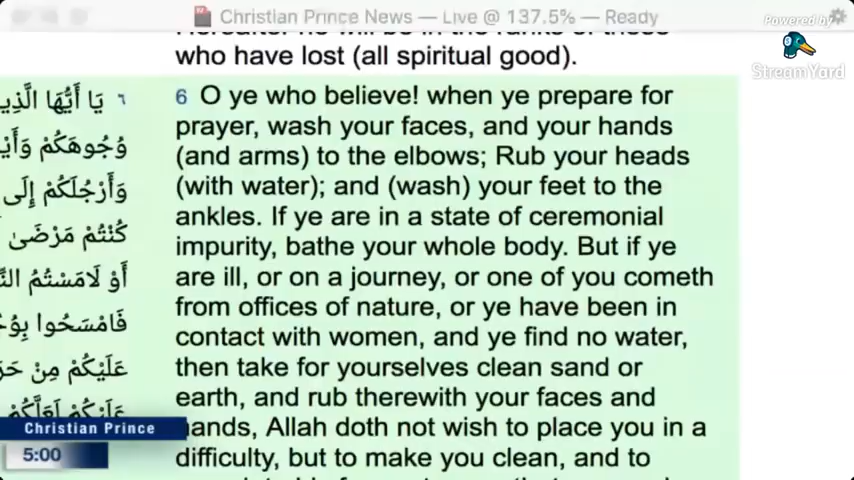 Christian Prince News — Live @ 137.5% — Ready
Powered by
StreamYard
who have lost (all spiritual good).
6 O ye who believe! when ye prepare for
prayer, wash your faces, and your hands
(and arms) to the elbows; Rub your heads
(with water); and (wash) your feet to the
ankles. If ye are in a state of ceremonial
impurity, bathe your whole body. But if ye
are ill, or on a journey, or one of you cometh
from offices of nature, or ye have been in
contact with women, and ye find no water,
then take for yourselves clean sand or
earth, and rub therewith your faces and
hands, Allah doth not wish to place you in a
difficulty, but to make you clean, and to
٦ يَا أَيُّهَا
وُجُوهَكُمْ
وَأَرْجُلَكُمْ إِلَى
كُنْتُمْ مَرْضَىٰ
أَوْ لَامَسْتُمُ
فَامْسَحُوا
عَلَيْكُمْ مِنْ
Christian Prince
5:00